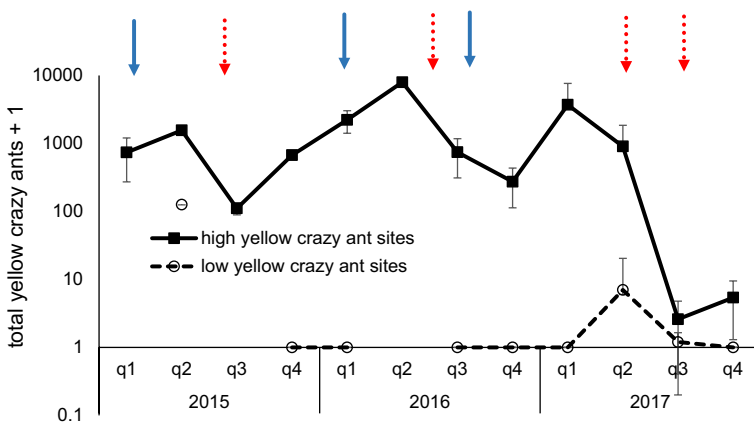 total yellow crazy ants + 1
10000
1000
100
10
1
0.1
high yellow crazy ant sites
low yellow crazy ant sites
q1 q2 q3 q4 q1 q2 q3 q4 q1 q2 q3 q4
2015 2016 2017